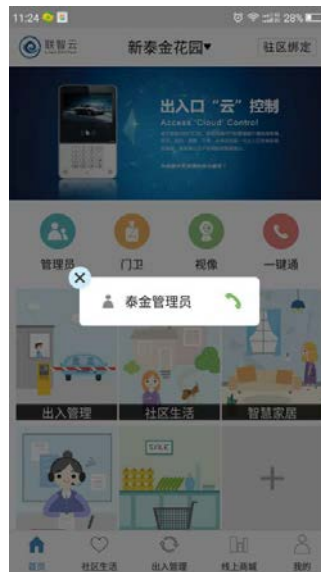 11:24
28%
联智云
新泰金花园▼
驻区绑定
出入口“云”控制
Access 'Cloud' Control
管理员
门卫
视像
一键通
泰金管理员
出入管理
社区生活
智慧家居
SALE
首页
社区生活
出入管理
线上商城
我的